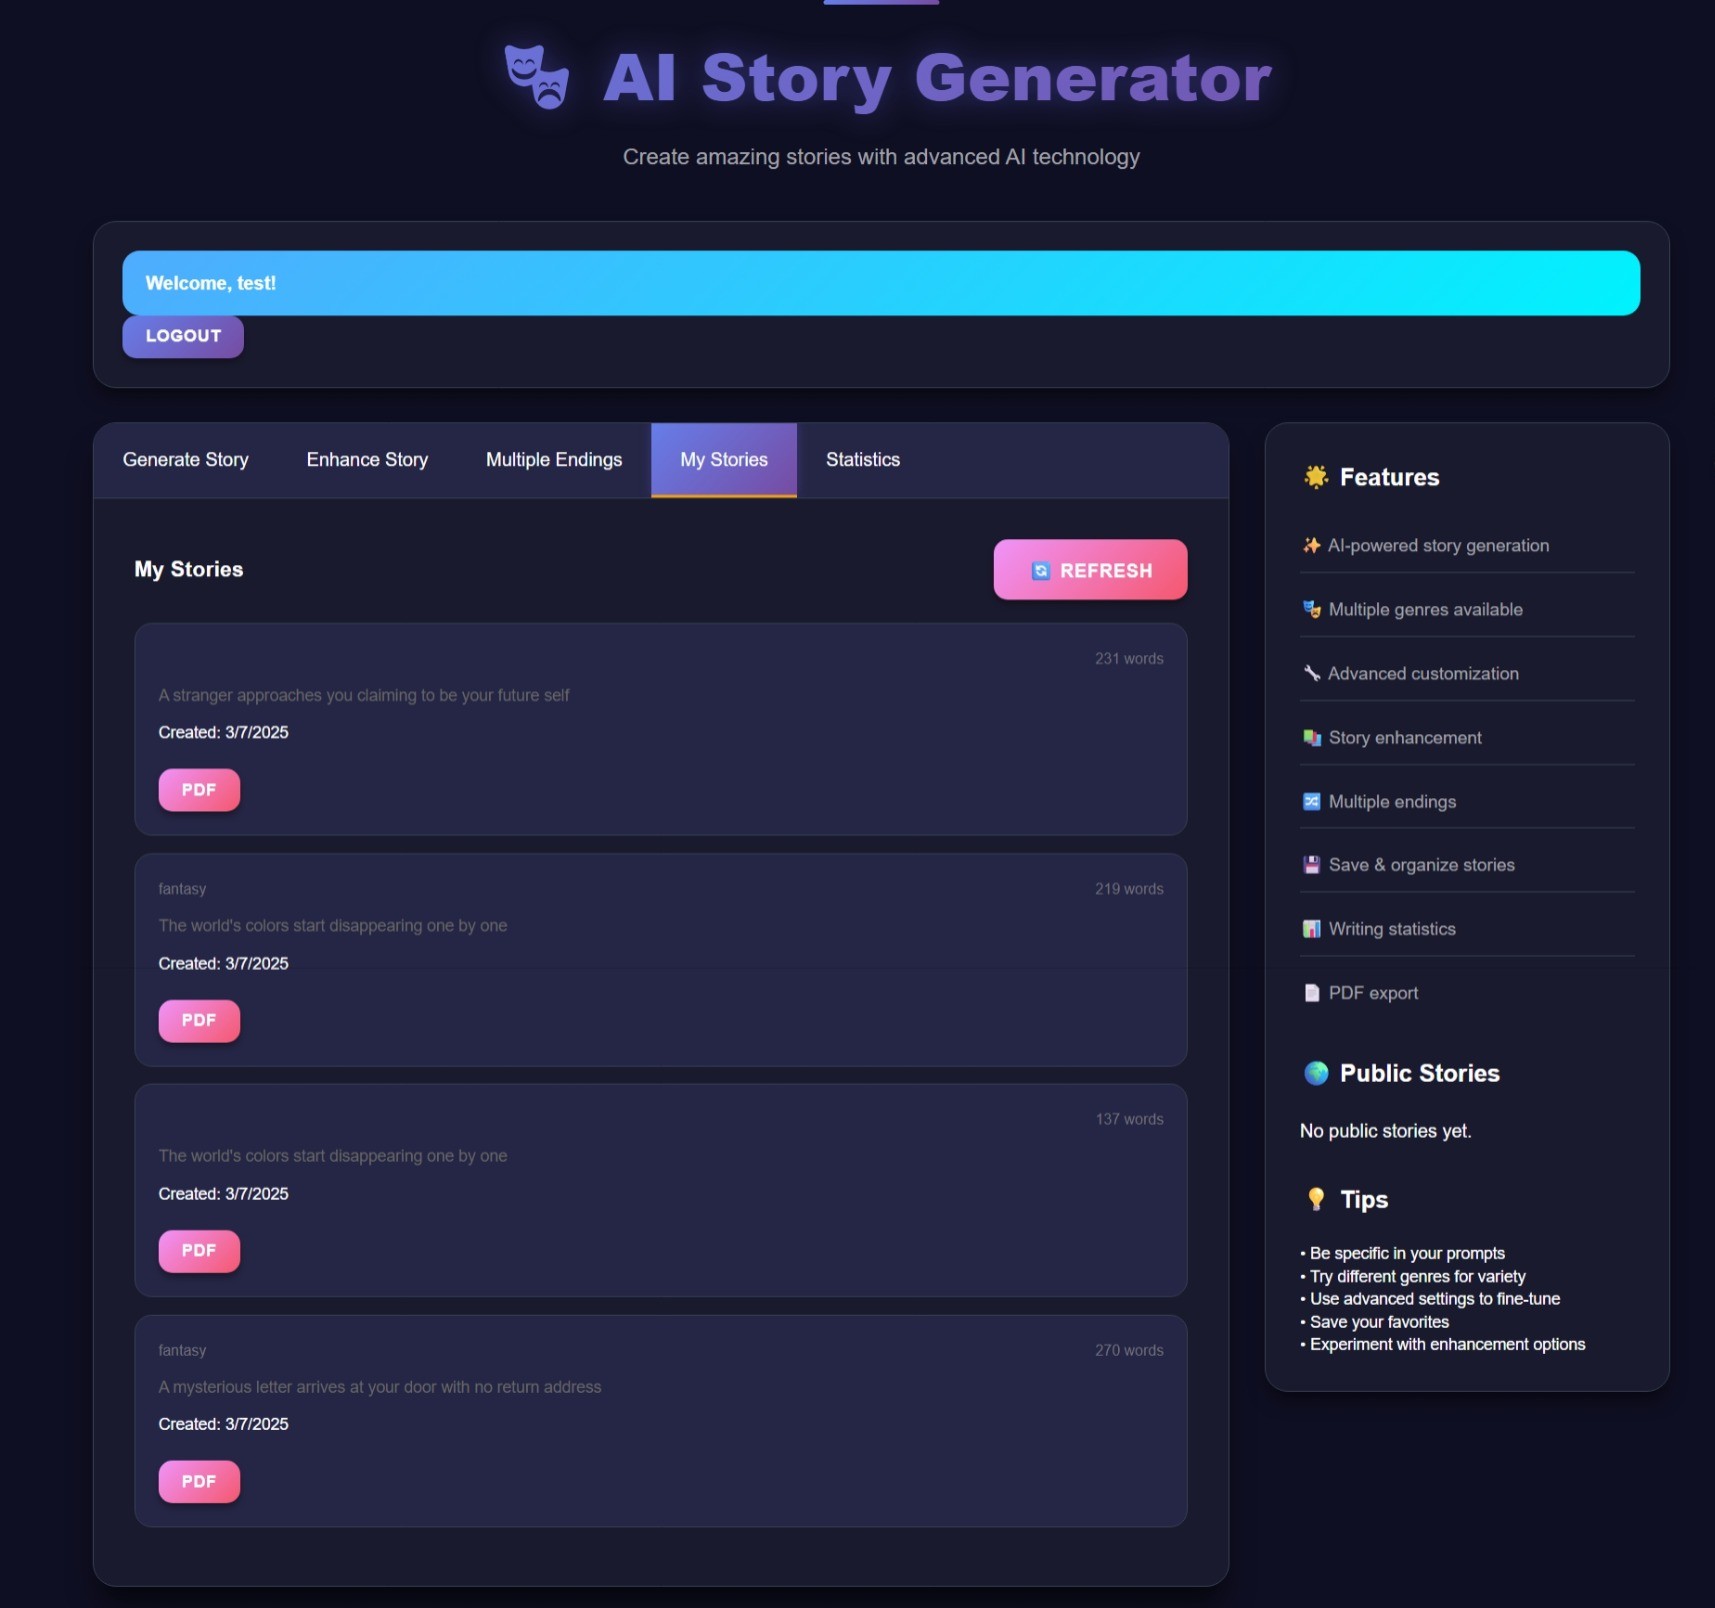 AI Story Generator
Create amazing stories with advanced AI technology
Welcome, test!
LOGOUT
Generate Story
Enhance Story
Multiple Endings
My Stories
Statistics
My Stories
REFRESH
231 words
A stranger approaches you claiming to be your future self
Created: 3/7/2025
PDF
fantasy
219 words
The world's colors start disappearing one by one
Created: 3/7/2025
PDF
137 words
The world's colors start disappearing one by one
Created: 3/7/2025
PDF
fantasy
270 words
A mysterious letter arrives at your door with no return address
Created: 3/7/2025
PDF
Features
AI-powered story generation
Multiple genres available
Advanced customization
Story enhancement
Multiple endings
Save & organize stories
Writing statistics
PDF export
Public Stories
No public stories yet.
Tips
• Be specific in your prompts
• Try different genres for variety
• Use advanced settings to fine-tune
• Save your favorites
• Experiment with enhancement options